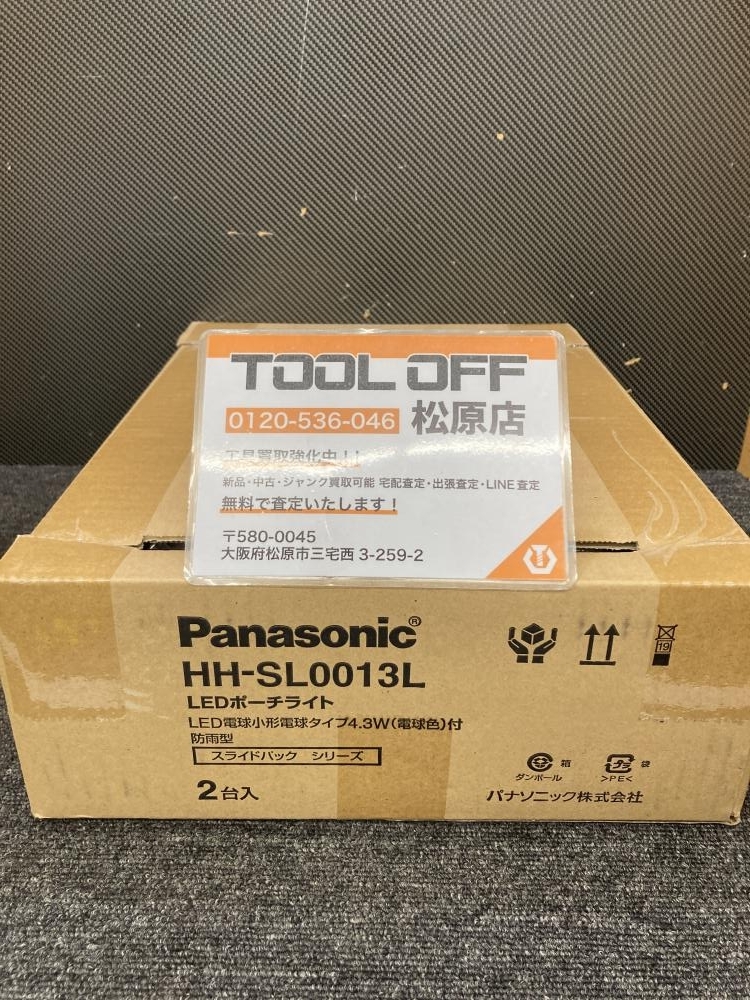 TOOL OFF
0120-536-046 松原店
工具買取強化中!!
新品・中古・ジャンク買取可能 宅配査定・出張査定・LINE査定
無料で査定いたします!
〒580-0045
大阪府松原市三宅西 3-259-2
Panasonic®
HH-SL0013L
LEDポーチライト
LED電球小形電球タイプ4.3W(電球色)付
防雨型
スライドパック シリーズ
2台入
19
箱
ダンボール
プラ 袋
>PE<
パナソニック株式会社